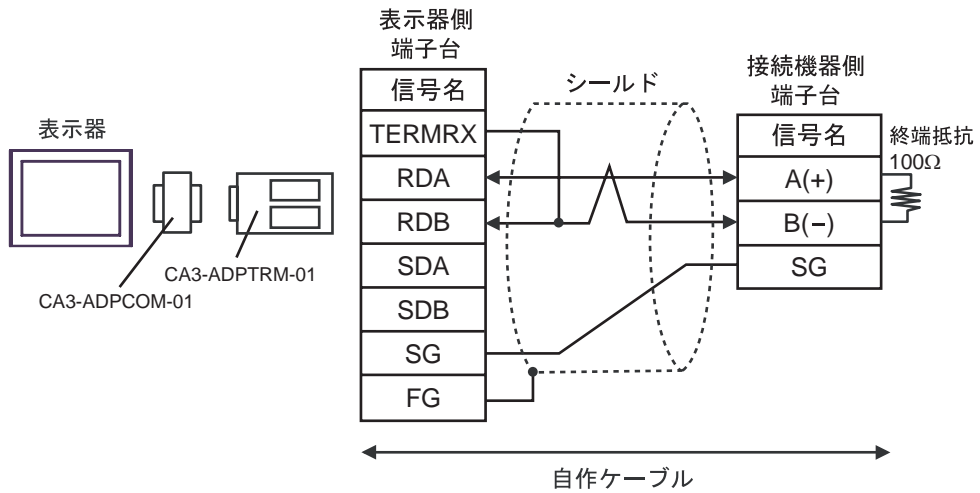 表示器
CA3-ADPCOM-01
CA3-ADPTRM-01
表示器側
端子台
信号名
TERMRX
RDA
RDB
SDA
SDB
SG
FG
シールド
接続機器側
端子台
信号名
A(+)
B(−)
SG
終端抵抗
100Ω
自作ケーブル